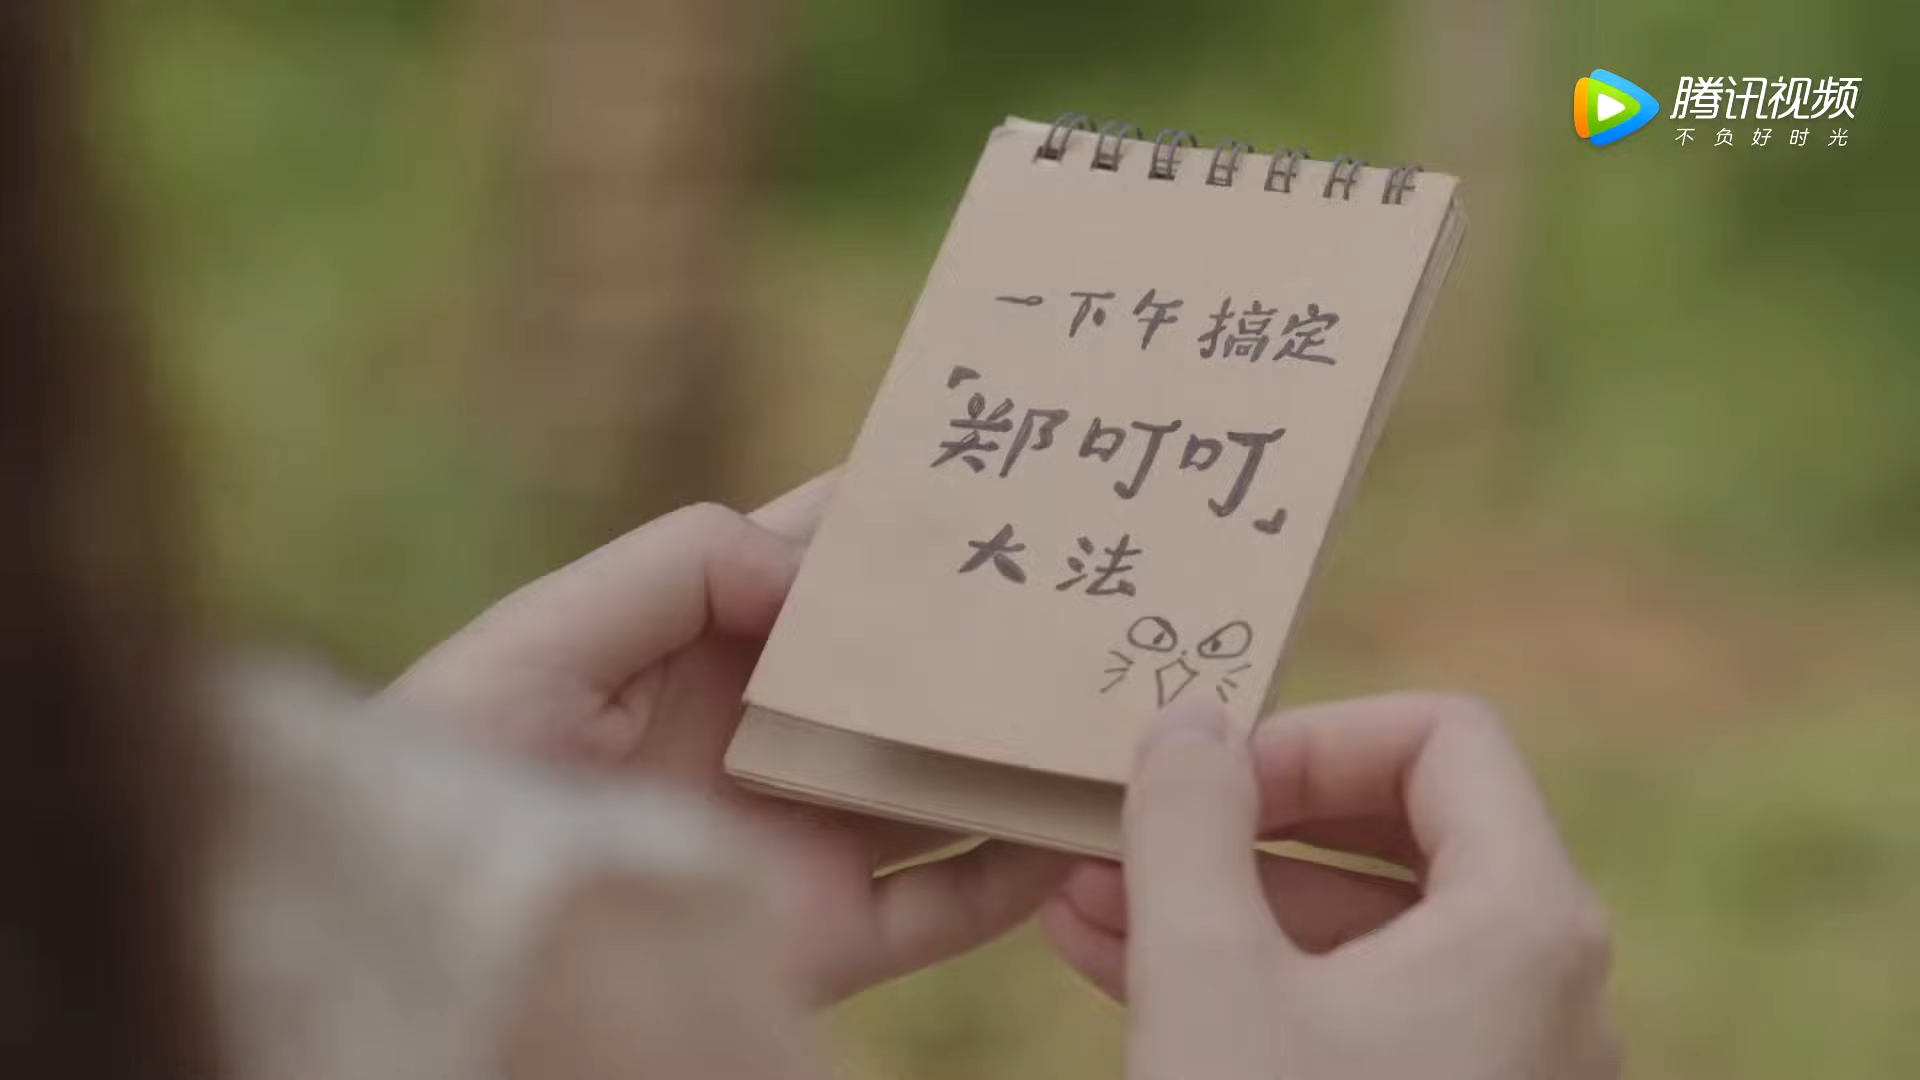 腾讯视频
不负好时光
一下午搞定
「郑叮叮」
大法